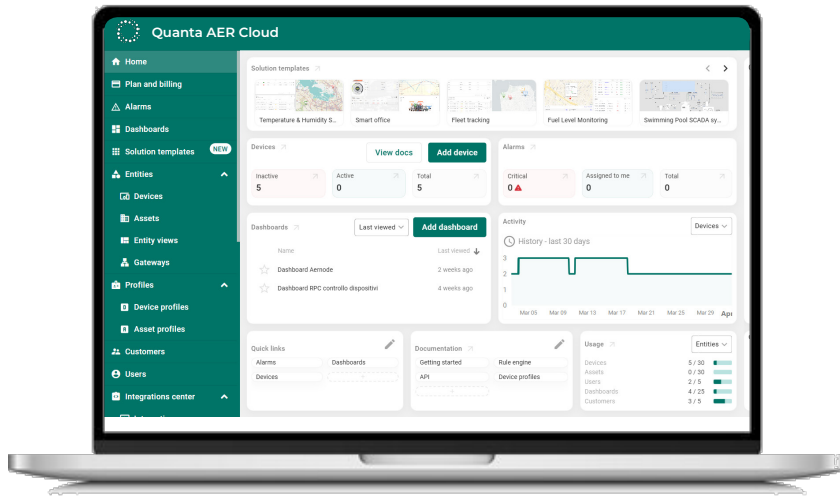 Quanta AER Cloud
Home
Plan and billing
Alarms
Dashboards
Solution templates NEW
Entities
Devices
Assets
Entity views
Gateways
Profiles
Device profiles
Asset profiles
Customers
Users
Integrations center
Solution templates
Temperature & Humidity S...
Smart office
Fleet tracking
Fuel Level Monitoring
Swimming Pool SCADA sy...
Devices
View docs
Add device
Inactive
5
Active
0
Total
5
Alarms
Critical
0
Assigned to me
0
Total
0
Dashboards
Last viewed
Add dashboard
Name
Last viewed
Dashboard Aernode
2 weeks ago
Dashboard RPC controllo dispositivi
4 weeks ago
Activity
Devices
History - last 30 days
3
2
1
0
Mar 05 Mar 09 Mar 13 Mar 17 Mar 21 Mar 25 Mar 29 Apr
Quick links
Alarms
Dashboards
Devices
Documentation
Getting started
Rule engine
API
Device profiles
Usage
Entities
Devices 5 / 30
Assets 0 / 30
Users 2 / 5
Dashboards 4 / 25
Customers 3 / 5